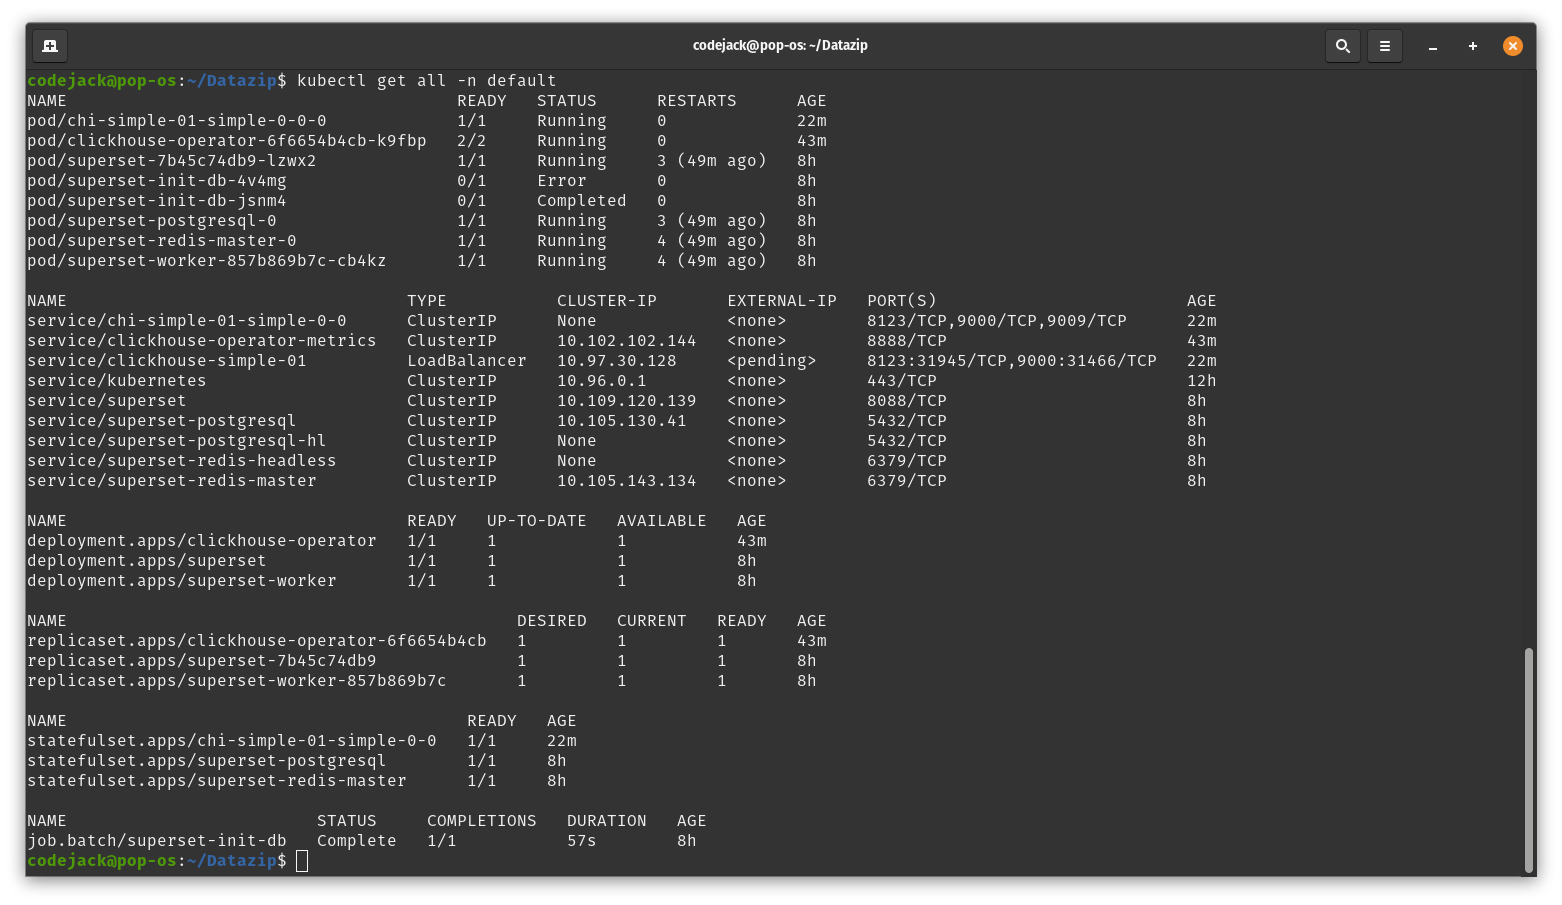 codejack@pop-os: ~/Datazip
codejack@pop-os:~/Datazip$ kubectl get all -n default
NAME                                       READY   STATUS      RESTARTS      AGE
pod/chi-simple-01-simple-0-0-0             1/1     Running     0             22m
pod/clickhouse-operator-6f6654b4cb-k9fbp   2/2     Running     0             43m
pod/superset-7b45c74db9-lzwx2              1/1     Running     3 (49m ago)   8h
pod/superset-init-db-4v4mg                 0/1     Error       0             8h
pod/superset-init-db-jsnm4                 0/1     Completed   0             8h
pod/superset-postgresql-0                  1/1     Running     3 (49m ago)   8h
pod/superset-redis-master-0                1/1     Running     4 (49m ago)   8h
pod/superset-worker-857b869b7c-cb4kz       1/1     Running     4 (49m ago)   8h
NAME                                  TYPE           CLUSTER-IP       EXTERNAL-IP   PORT(S)                         AGE
service/chi-simple-01-simple-0-0      ClusterIP      None             <none>        8123/TCP,9000/TCP,9009/TCP      22m
service/clickhouse-operator-metrics   ClusterIP      10.102.102.144   <none>        8888/TCP                        43m
service/clickhouse-simple-01          LoadBalancer   10.97.30.128     <pending>     8123:31945/TCP,9000:31466/TCP   22m
service/kubernetes                    ClusterIP      10.96.0.1        <none>        443/TCP                         12h
service/superset                      ClusterIP      10.109.120.139   <none>        8088/TCP                        8h
service/superset-postgresql           ClusterIP      10.105.130.41    <none>        5432/TCP                        8h
service/superset-postgresql-hl        ClusterIP      None             <none>        5432/TCP                        8h
service/superset-redis-headless       ClusterIP      None             <none>        6379/TCP                        8h
service/superset-redis-master         ClusterIP      10.105.143.134   <none>        6379/TCP                        8h
NAME                                  READY   UP-TO-DATE   AVAILABLE   AGE
deployment.apps/clickhouse-operator   1/1     1            1           43m
deployment.apps/superset              1/1     1            1           8h
deployment.apps/superset-worker       1/1     1            1           8h
NAME                                             DESIRED   CURRENT   READY   AGE
replicaset.apps/clickhouse-operator-6f6654b4cb   1         1         1       43m
replicaset.apps/superset-7b45c74db9              1         1         1       8h
replicaset.apps/superset-worker-857b869b7c       1         1         1       8h
NAME                                        READY   AGE
statefulset.apps/chi-simple-01-simple-0-0   1/1     22m
statefulset.apps/superset-postgresql        1/1     8h
statefulset.apps/superset-redis-master      1/1     8h
NAME                         STATUS     COMPLETIONS   DURATION   AGE
job.batch/superset-init-db   Complete   1/1           57s        8h
codejack@pop-os:~/Datazip$